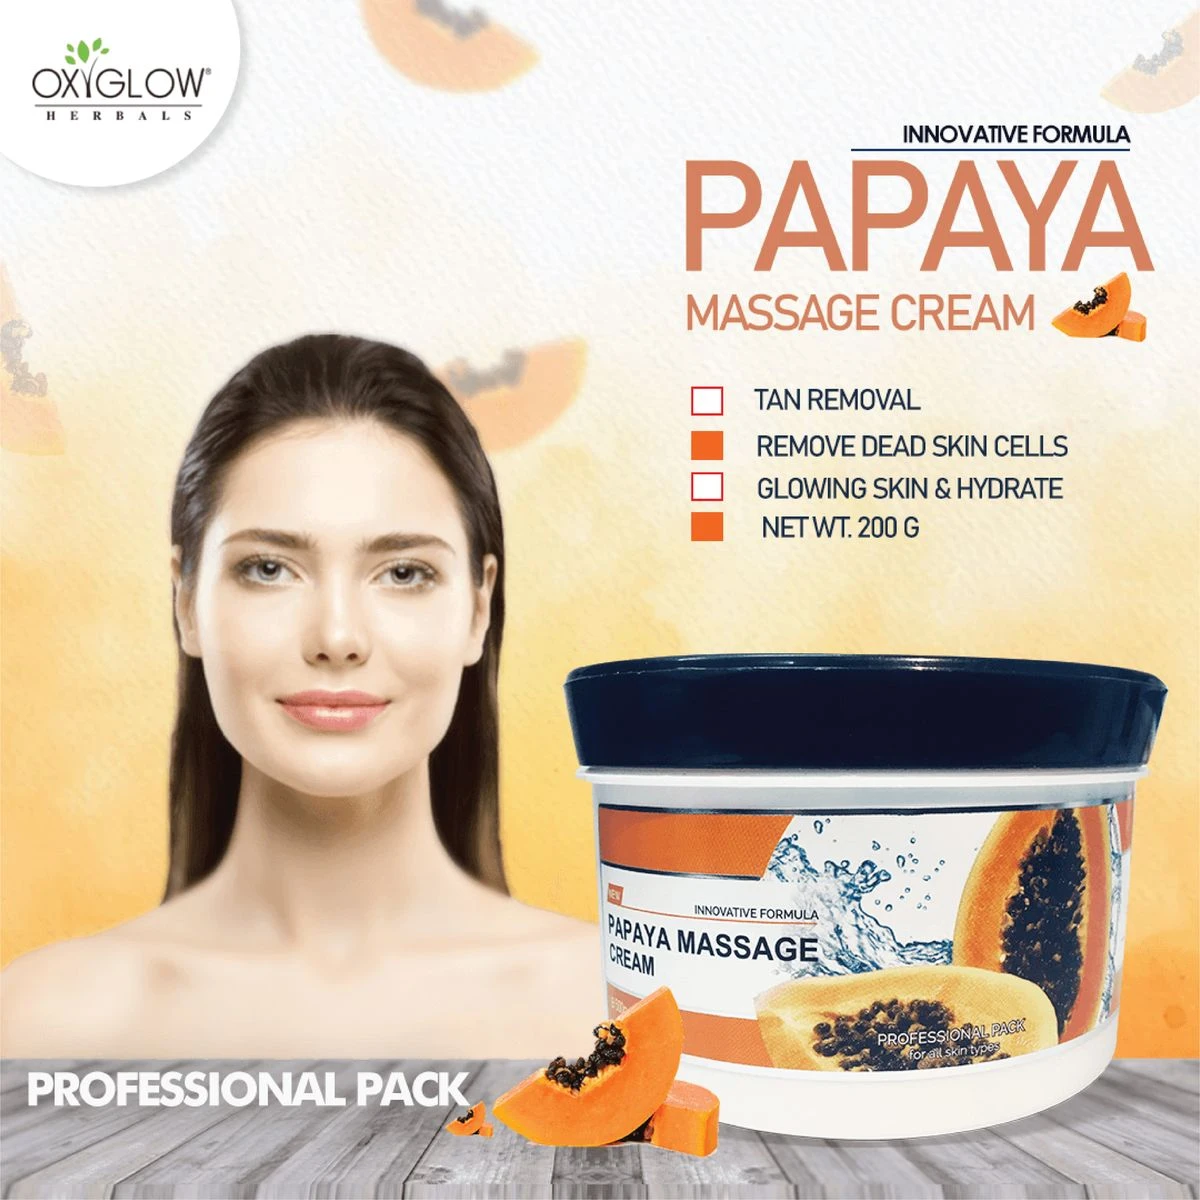 OXYGLOW®
HERBALS
INNOVATIVE FORMULA
PAPAYA
MASSAGE CREAM
TAN REMOVAL
REMOVE DEAD SKIN CELLS
GLOWING SKIN & HYDRATE
NET WT. 200 G
NEW
INNOVATIVE FORMULA
PAPAYA MASSAGE
CREAM
PROFESSIONAL PACK
for all skin types
PROFESSIONAL PACK